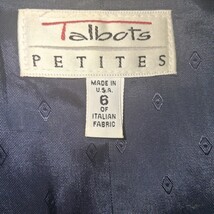 Talbots
PETITES
MADE IN
U.S.A.
6
OF
ITALIAN
FABRIC